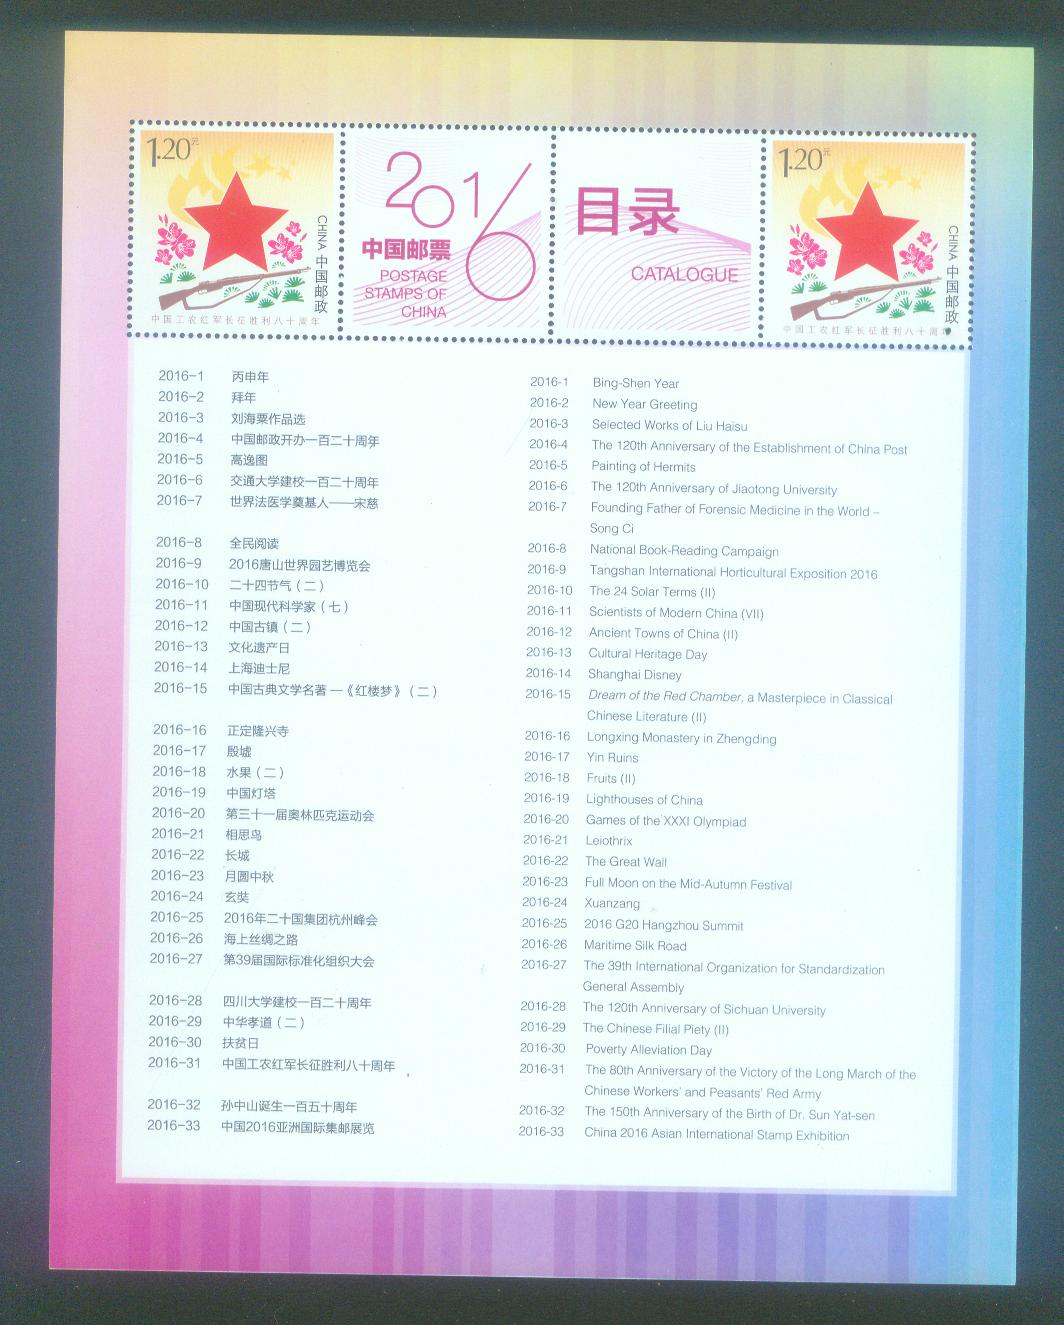 1.20元
CHINA 中国邮政
中国工农红军长征胜利八十周年
2016
中国邮票
POSTAGE
STAMPS OF
CHINA
目录
CATALOGUE
1.20元
CHINA 中国邮政
中国工农红军长征胜利八十周年
2016-1 丙申年
2016-2 拜年
2016-3 刘海粟作品选
2016-4 中国邮政开办一百二十周年
2016-5 高逸图
2016-6 交通大学建校一百二十周年
2016-7 世界法医学奠基人——宋慈
2016-8 全民阅读
2016-9 2016唐山世界园艺博览会
2016-10 二十四节气（二）
2016-11 中国现代科学家（七）
2016-12 中国古镇（二）
2016-13 文化遗产日
2016-14 上海迪士尼
2016-15 中国古典文学名著—《红楼梦》（二）
2016-16 正定隆兴寺
2016-17 殷墟
2016-18 水果（二）
2016-19 中国灯塔
2016-20 第三十一届奥林匹克运动会
2016-21 相思鸟
2016-22 长城
2016-23 月圆中秋
2016-24 玄奘
2016-25 2016年二十国集团杭州峰会
2016-26 海上丝绸之路
2016-27 第39届国际标准化组织大会
2016-28 四川大学建校一百二十周年
2016-29 中华孝道（二）
2016-30 扶贫日
2016-31 中国工农红军长征胜利八十周年
2016-32 孙中山诞生一百五十周年
2016-33 中国2016亚洲国际集邮展览
2016-1 Bing-Shen Year
2016-2 New Year Greeting
2016-3 Selected Works of Liu Haisu
2016-4 The 120th Anniversary of the Establishment of China Post
2016-5 Painting of Hermits
2016-6 The 120th Anniversary of Jiaotong University
2016-7 Founding Father of Forensic Medicine in the World –
Song Ci
2016-8 National Book-Reading Campaign
2016-9 Tangshan International Horticultural Exposition 2016
2016-10 The 24 Solar Terms (II)
2016-11 Scientists of Modern China (VII)
2016-12 Ancient Towns of China (II)
2016-13 Cultural Heritage Day
2016-14 Shanghai Disney
2016-15 Dream of the Red Chamber, a Masterpiece in Classical
Chinese Literature (II)
2016-16 Longxing Monastery in Zhengding
2016-17 Yin Ruins
2016-18 Fruits (II)
2016-19 Lighthouses of China
2016-20 Games of the XXXI Olympiad
2016-21 Leiothrix
2016-22 The Great Wall
2016-23 Full Moon on the Mid-Autumn Festival
2016-24 Xuanzang
2016-25 2016 G20 Hangzhou Summit
2016-26 Maritime Silk Road
2016-27 The 39th International Organization for Standardization
General Assembly
2016-28 The 120th Anniversary of Sichuan University
2016-29 The Chinese Filial Piety (II)
2016-30 Poverty Alleviation Day
2016-31 The 80th Anniversary of the Victory of the Long March of the
Chinese Workers' and Peasants' Red Army
2016-32 The 150th Anniversary of the Birth of Dr. Sun Yat-sen
2016-33 China 2016 Asian International Stamp Exhibition